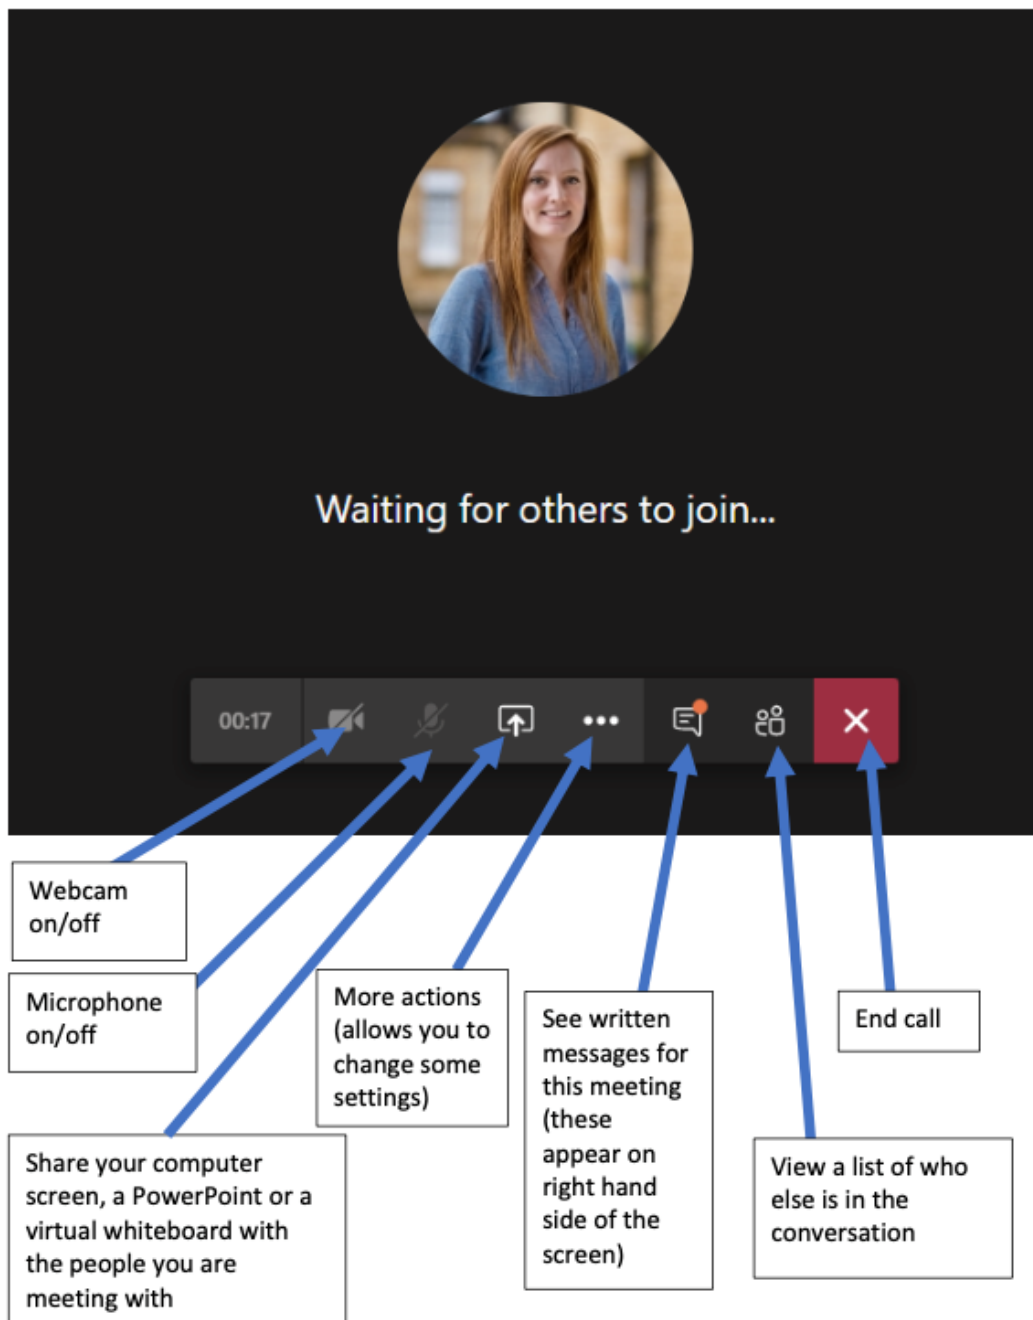 Waiting for others to join...
00:17
Webcam
on/off
Microphone
on/off
Share your computer
screen, a PowerPoint or a
virtual whiteboard with
the people you are
meeting with
More actions
(allows you to
change some
settings)
See written
messages for
this meeting
(these
appear on
right hand
side of the
screen)
View a list of who
else is in the
conversation
End call